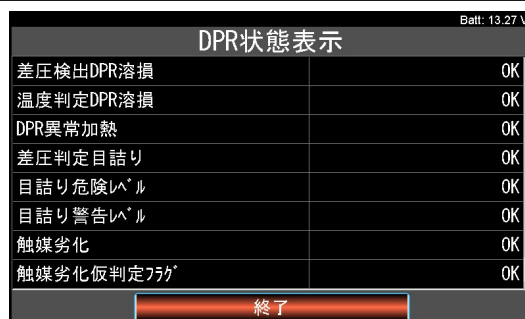 Batt: 13.27 V
DPR状態表示
差圧検出DPR溶損 OK
温度判定DPR溶損 OK
DPR異常加熱 OK
差圧判定目詰り OK
目詰り危険ﾚﾍﾞﾙ OK
目詰り警告ﾚﾍﾞﾙ OK
触媒劣化 OK
触媒劣化仮判定ﾌﾗｸﾞ OK
終了